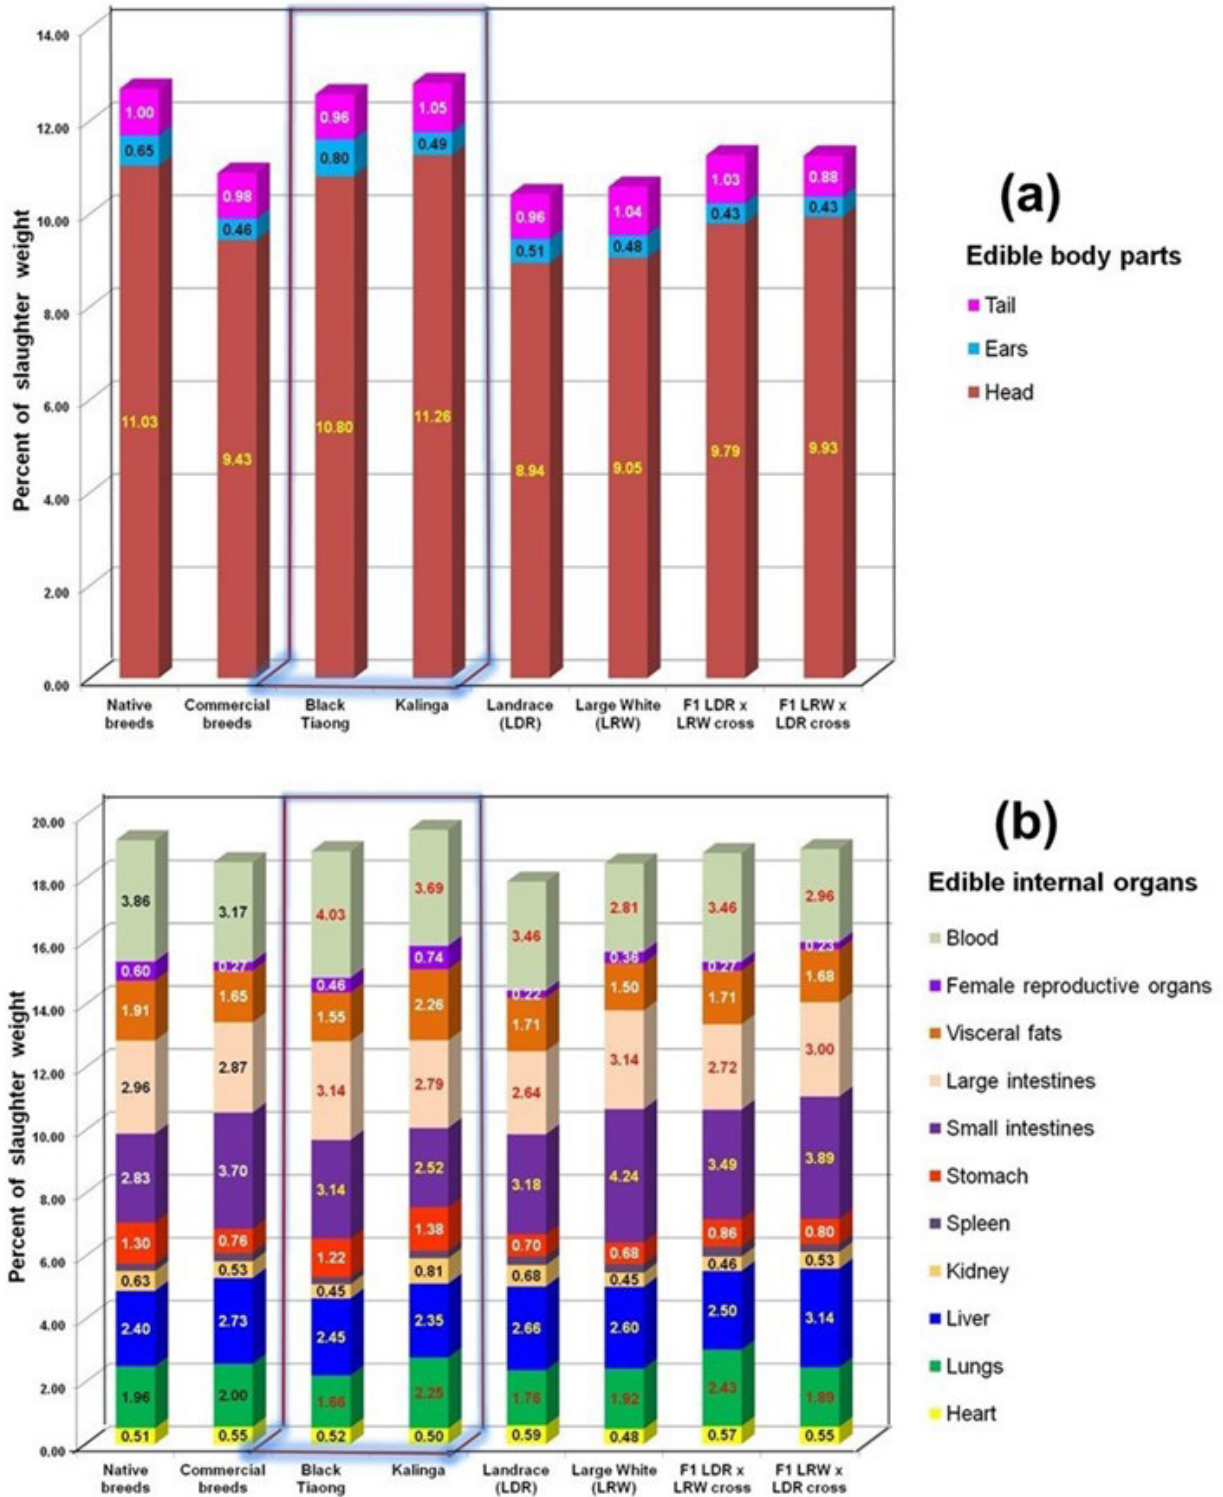 14.00
12.00
10.00
8.00
6.00
4.00
2.00
0.00
Percent of slaughter weight
1.00
0.65
11.03
0.98
0.46
9.43
0.96
0.80
10.80
1.05
0.49
11.26
0.96
0.51
8.94
1.04
0.48
9.05
1.03
0.43
9.79
0.88
0.43
9.93
Native
breeds
Commercial
breeds
Black
Tiaong
Kalinga
Landrace
(LDR)
Large White
(LRW)
F1 LDR x
LRW cross
F1 LRW x
LDR cross
(a)
Edible body parts
Tail
Ears
Head
20.00
18.00
16.00
14.00
12.00
10.00
8.00
6.00
4.00
2.00
0.00
Percent of slaughter weight
3.86
0.60
1.91
2.96
2.83
1.30
0.63
2.40
1.96
0.51
3.17
0.27
1.65
2.87
3.70
0.76
0.53
2.73
2.00
0.55
4.03
0.46
1.55
3.14
3.14
1.22
0.45
2.45
1.66
0.52
3.69
0.74
2.26
2.79
2.52
1.38
0.81
2.35
2.25
0.50
3.46
0.22
1.71
2.64
3.18
0.70
0.68
2.66
1.76
0.59
2.81
0.36
1.50
3.14
4.24
0.68
0.45
2.60
1.92
0.48
3.46
0.27
1.71
2.72
3.49
0.86
0.46
2.50
2.43
0.57
2.96
0.23
1.68
3.00
3.89
0.80
0.53
3.14
1.89
0.55
Native
breeds
Commercial
breeds
Black
Tiaong
Kalinga
Landrace
(LDR)
Large White
(LRW)
F1 LDR x
LRW cross
F1 LRW x
LDR cross
(b)
Edible internal organs
Blood
Female reproductive organs
Visceral fats
Large intestines
Small intestines
Stomach
Spleen
Kidney
Liver
Lungs
Heart